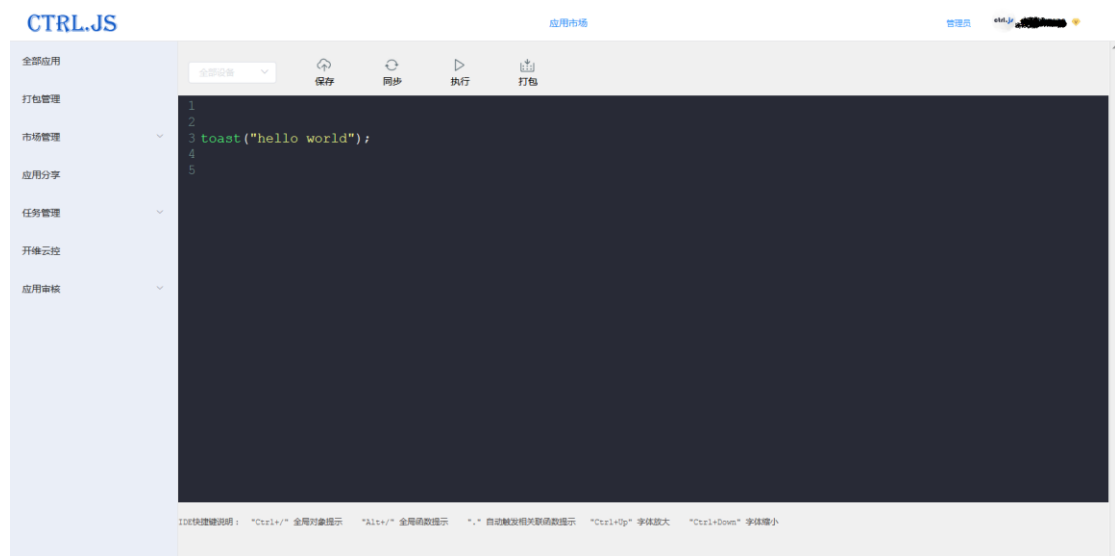 CTRL.JS
应用市场
管理员
全部应用
打包管理
市场管理
应用分享
任务管理
开维云控
应用审核
全部设备
保存
同步
执行
打包
1
2
3 toast("hello world");
4
5
IDE快捷键说明： "Ctrl+/" 全局对象提示 "Alt+/" 全局函数提示 "." 自动触发相关联函数提示 "Ctrl+Up" 字体放大 "Ctrl+Down" 字体缩小